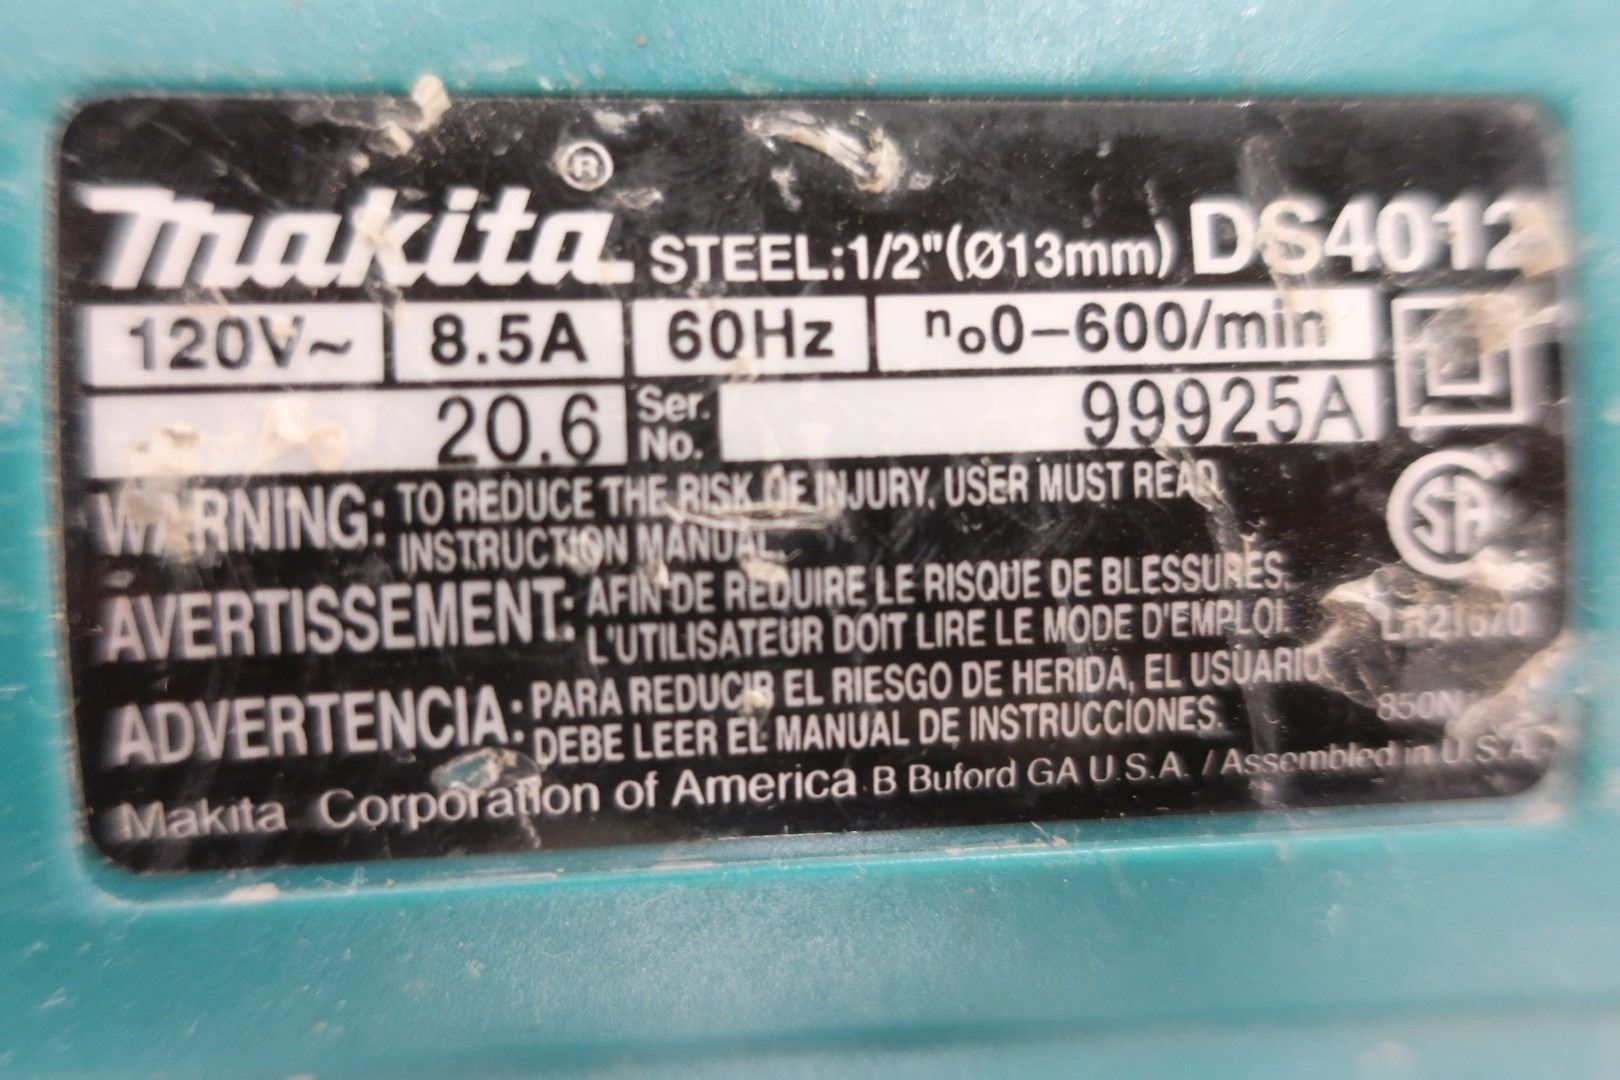 Makita® STEEL:1/2"(Ø13mm) DS4012
120V~ 8.5A 60Hz n₀0–600/min
20.6 Ser. No. 99925A
WARNING: TO REDUCE THE RISK OF INJURY, USER MUST READ
INSTRUCTION MANUAL.
AVERTISSEMENT: AFIN DE REDUIRE LE RISQUE DE BLESSURES,
L'UTILISATEUR DOIT LIRE LE MODE D'EMPLOI.
ADVERTENCIA: PARA REDUCIR EL RIESGO DE HERIDA, EL USUARIO
DEBE LEER EL MANUAL DE INSTRUCCIONES.
Makita Corporation of America B Buford GA U.S.A. / Assembled in U.S.A.
SA